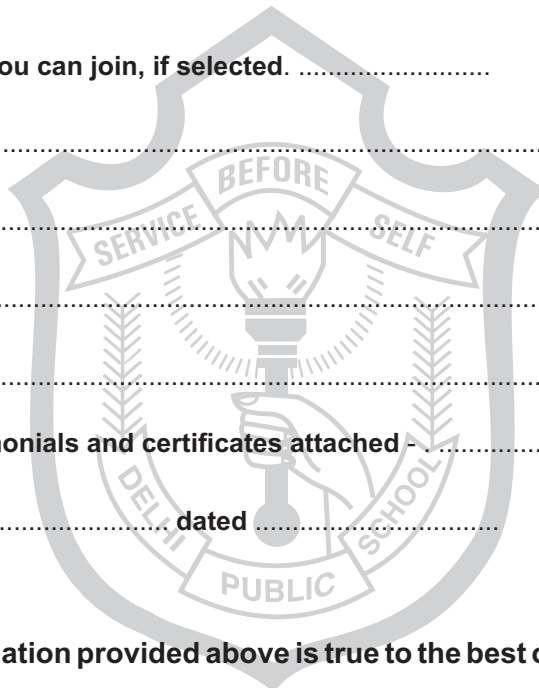 ou can join, if selected. ..........................
..........................................................................
..........................................................................
..........................................................................
..........................................................................
onials and certificates attached - . ..............
....................... dated .................................
ation provided above is true to the best
BEFORE
SERVICE SELF
DELHI SCHOOL
PUBLIC